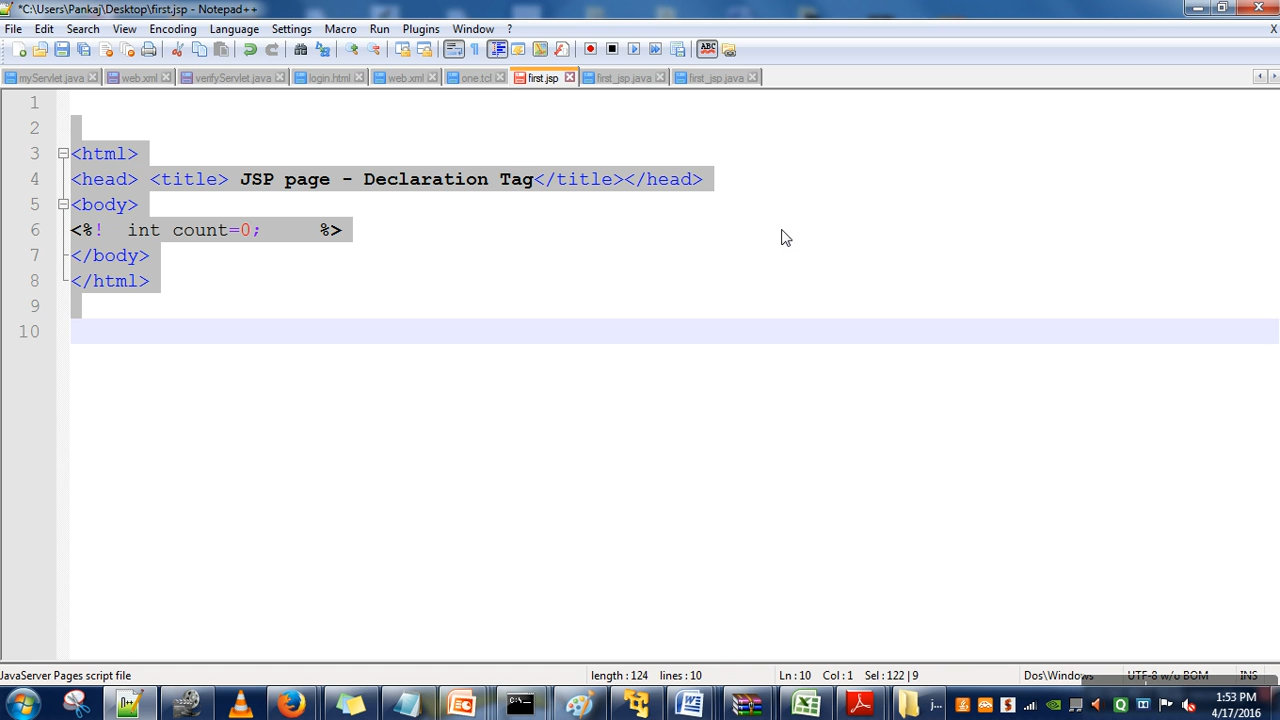 *C:\Users\Pankaj\Desktop\first.jsp - Notepad++
File Edit Search View Encoding Language Settings Macro Run Plugins Window ? X
myServlet.java web.xml verifyServlet.java login.html web.xml one.tcl first.jsp first_jsp.java first_jsp.java
1
2
3 <html>
4 <head> <title> JSP page - Declaration Tag</title></head>
5 <body>
6 <%! int count=0; %>
7 </body>
8 </html>
9
10
JavaServer Pages script file length : 124 lines : 10 Ln : 10 Col : 1 Sel : 122 | 9 Dos\Windows UTF-8 w/o BOM INS
1:53 PM
4/17/2016